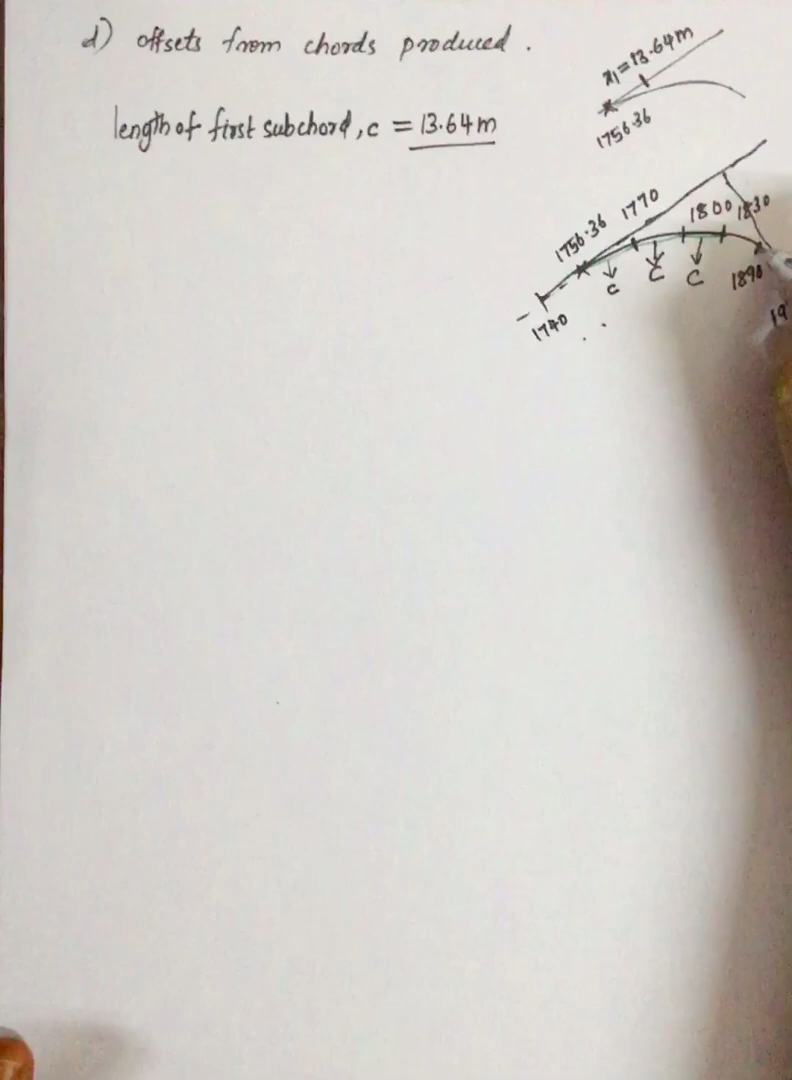 d) offsets from chords produced.
x1 = 13.64m
1756.36
length of first subchord, c = 13.64m
1756.36 1770 1800 1830
1740 c C C 1890